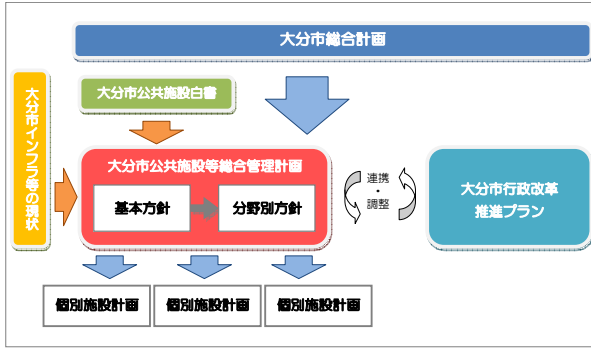 大分市総合計画
大分市インフラ等の現状
大分市公共施設白書
大分市公共施設等総合管理計画
基本方針
分野別方針
連携
・
調整
大分市行政改革
推進プラン
個別施設計画
個別施設計画
個別施設計画